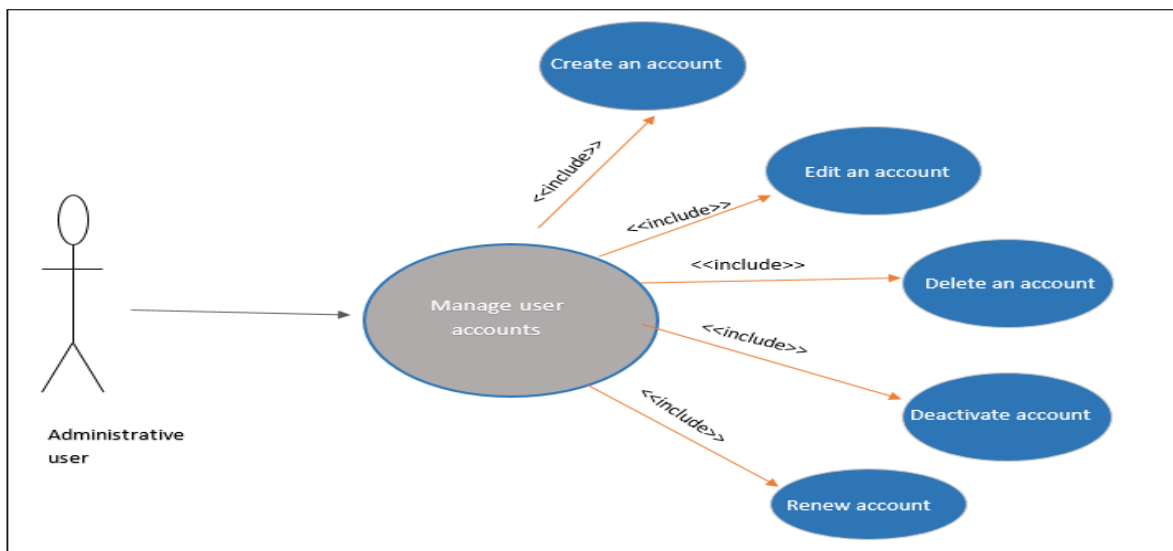 Create an account
<<include>>
Edit an account
<<include>>
Delete an account
<<include>>
Manage user
accounts
<<include>>
Deactivate account
<<include>>
Renew account
Administrative
user